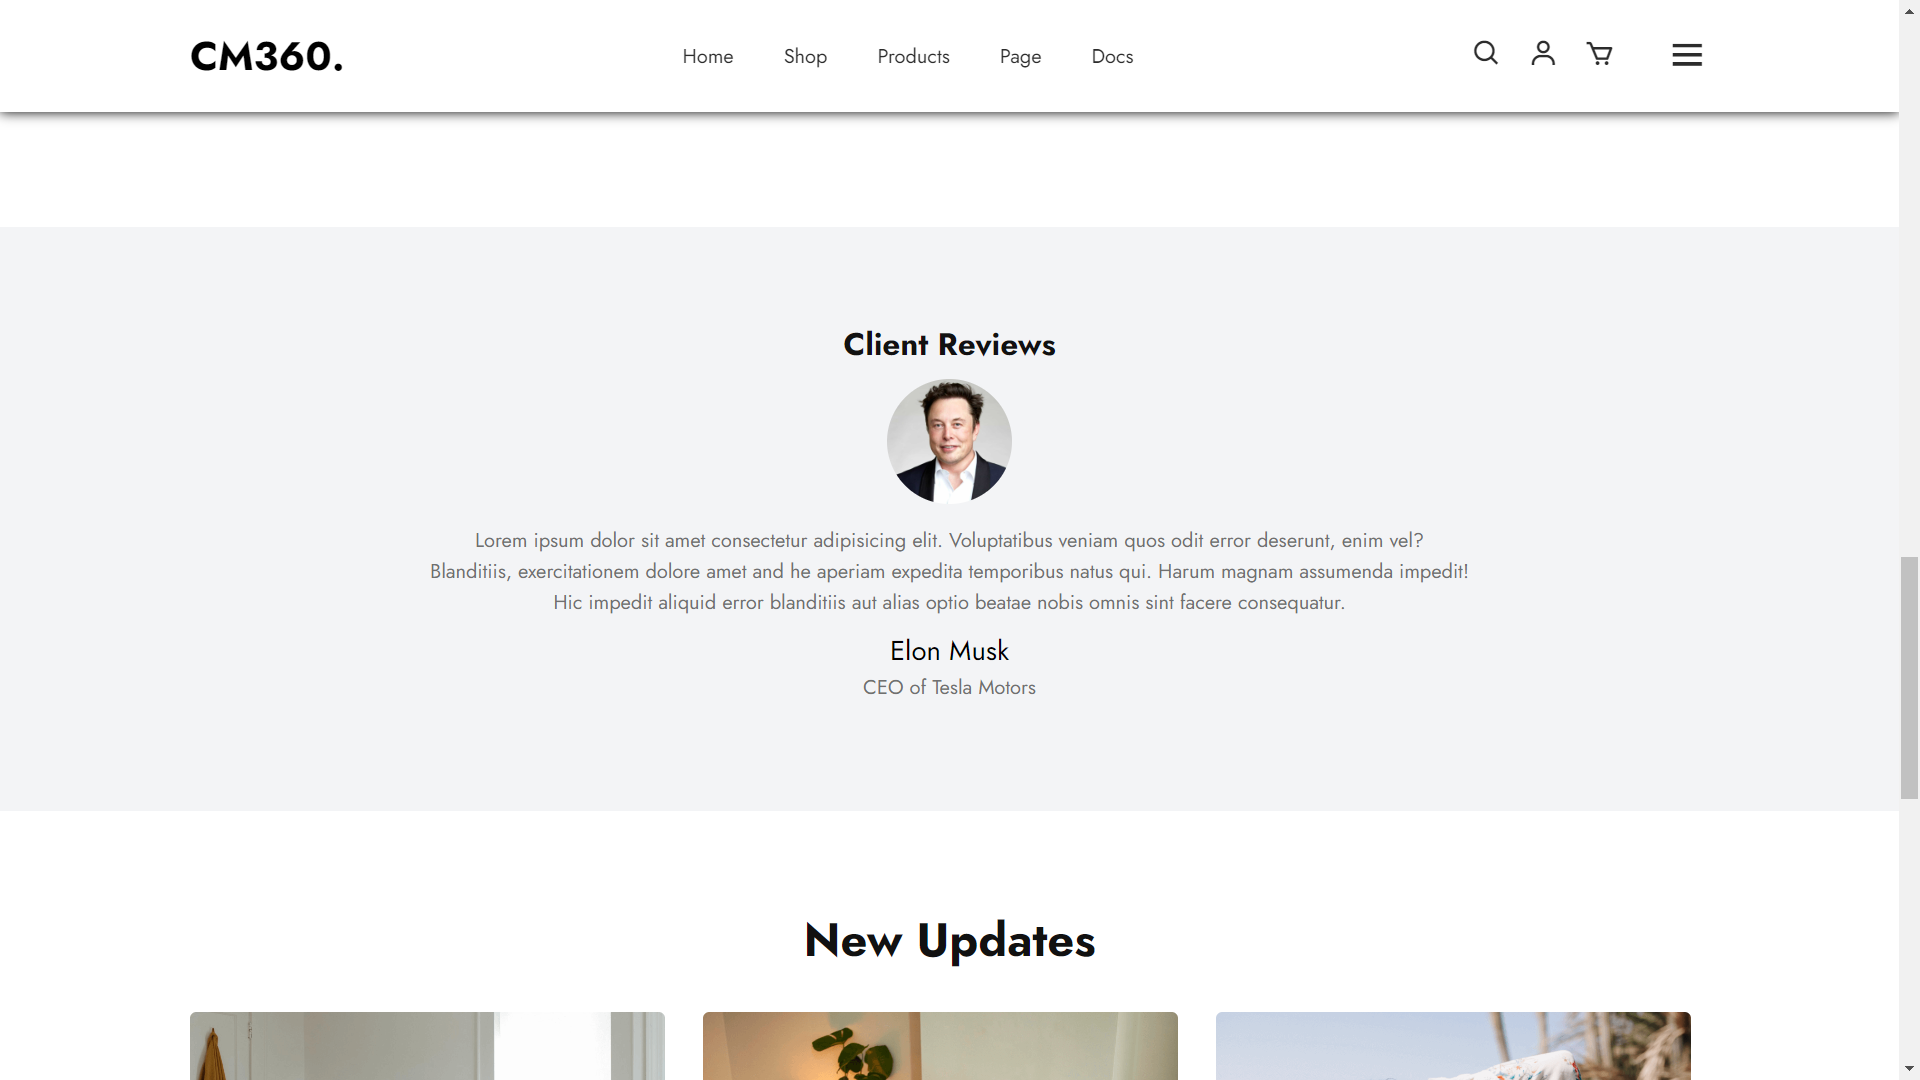 CM360.
Home
Shop
Products
Page
Docs
Client Reviews
Lorem ipsum dolor sit amet consectetur adipisicing elit. Voluptatibus veniam quos odit error deserunt, enim vel?
Blanditiis, exercitationem dolore amet and he aperiam expedita temporibus natus qui. Harum magnam assumenda impedit!
Hic impedit aliquid error blanditiis aut alias optio beatae nobis omnis sint facere consequatur.
Elon Musk
CEO of Tesla Motors
New Updates